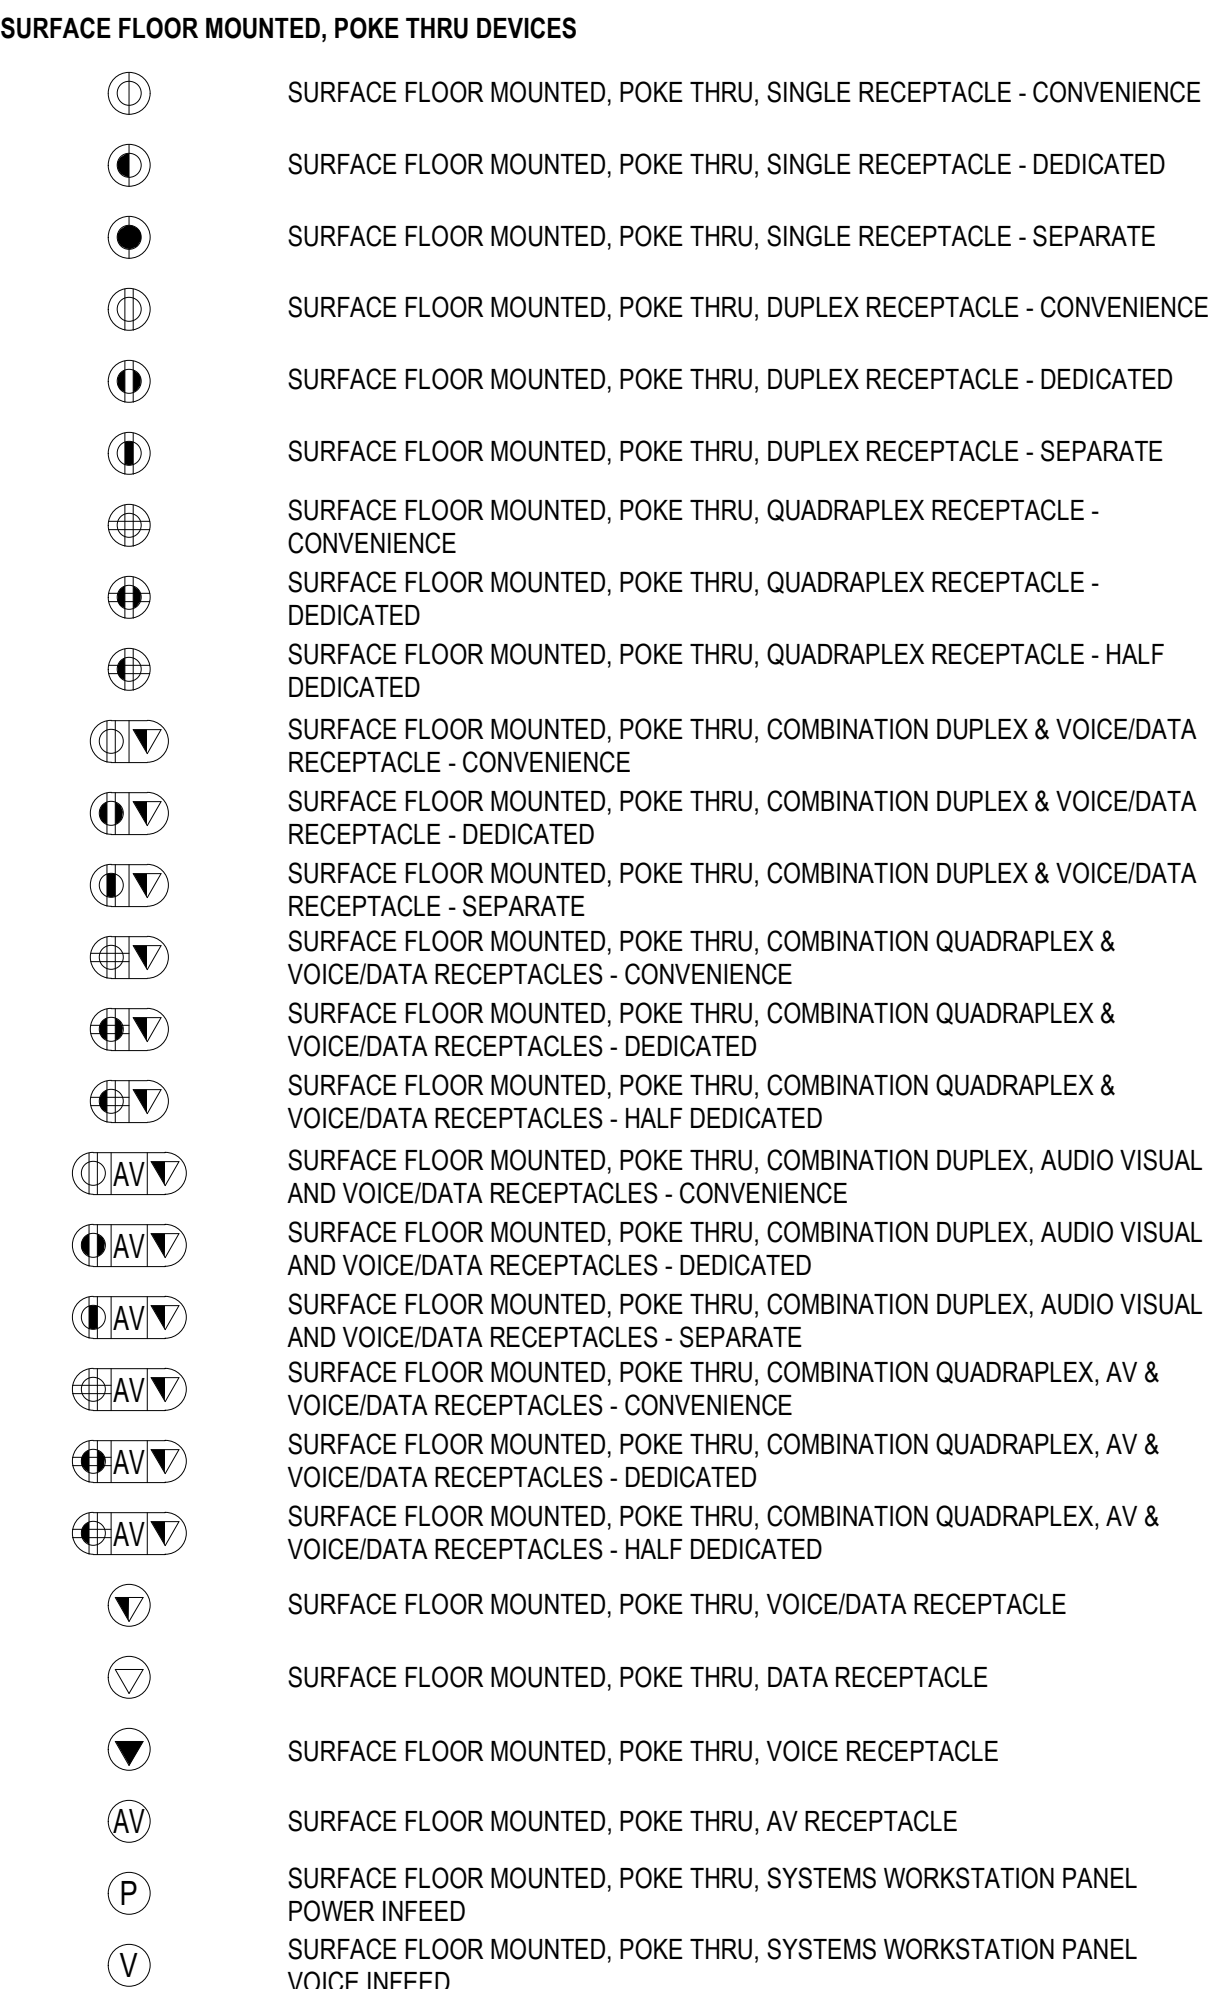 SURFACE FLOOR MOUNTED, POKE THRU DEVICES
SURFACE FLOOR MOUNTED, POKE THRU, SINGLE RECEPTACLE - CONVENIENCE
SURFACE FLOOR MOUNTED, POKE THRU, SINGLE RECEPTACLE - DEDICATED
SURFACE FLOOR MOUNTED, POKE THRU, SINGLE RECEPTACLE - SEPARATE
SURFACE FLOOR MOUNTED, POKE THRU, DUPLEX RECEPTACLE - CONVENIENCE
SURFACE FLOOR MOUNTED, POKE THRU, DUPLEX RECEPTACLE - DEDICATED
SURFACE FLOOR MOUNTED, POKE THRU, DUPLEX RECEPTACLE - SEPARATE
SURFACE FLOOR MOUNTED, POKE THRU, QUADRAPLEX RECEPTACLE -
CONVENIENCE
SURFACE FLOOR MOUNTED, POKE THRU, QUADRAPLEX RECEPTACLE -
DEDICATED
SURFACE FLOOR MOUNTED, POKE THRU, QUADRAPLEX RECEPTACLE - HALF
DEDICATED
SURFACE FLOOR MOUNTED, POKE THRU, COMBINATION DUPLEX & VOICE/DATA
RECEPTACLE - CONVENIENCE
SURFACE FLOOR MOUNTED, POKE THRU, COMBINATION DUPLEX & VOICE/DATA
RECEPTACLE - DEDICATED
SURFACE FLOOR MOUNTED, POKE THRU, COMBINATION DUPLEX & VOICE/DATA
RECEPTACLE - SEPARATE
SURFACE FLOOR MOUNTED, POKE THRU, COMBINATION QUADRAPLEX &
VOICE/DATA RECEPTACLES - CONVENIENCE
SURFACE FLOOR MOUNTED, POKE THRU, COMBINATION QUADRAPLEX &
VOICE/DATA RECEPTACLES - DEDICATED
SURFACE FLOOR MOUNTED, POKE THRU, COMBINATION QUADRAPLEX &
VOICE/DATA RECEPTACLES - HALF DEDICATED
AV SURFACE FLOOR MOUNTED, POKE THRU, COMBINATION DUPLEX, AUDIO VISUAL
AND VOICE/DATA RECEPTACLES - CONVENIENCE
AV SURFACE FLOOR MOUNTED, POKE THRU, COMBINATION DUPLEX, AUDIO VISUAL
AND VOICE/DATA RECEPTACLES - DEDICATED
AV SURFACE FLOOR MOUNTED, POKE THRU, COMBINATION DUPLEX, AUDIO VISUAL
AND VOICE/DATA RECEPTACLES - SEPARATE
AV SURFACE FLOOR MOUNTED, POKE THRU, COMBINATION QUADRAPLEX, AV &
VOICE/DATA RECEPTACLES - CONVENIENCE
AV SURFACE FLOOR MOUNTED, POKE THRU, COMBINATION QUADRAPLEX, AV &
VOICE/DATA RECEPTACLES - DEDICATED
AV SURFACE FLOOR MOUNTED, POKE THRU, COMBINATION QUADRAPLEX, AV &
VOICE/DATA RECEPTACLES - HALF DEDICATED
SURFACE FLOOR MOUNTED, POKE THRU, VOICE/DATA RECEPTACLE
SURFACE FLOOR MOUNTED, POKE THRU, DATA RECEPTACLE
SURFACE FLOOR MOUNTED, POKE THRU, VOICE RECEPTACLE
AV SURFACE FLOOR MOUNTED, POKE THRU, AV RECEPTACLE
P SURFACE FLOOR MOUNTED, POKE THRU, SYSTEMS WORKSTATION PANEL
POWER INFEED
V SURFACE FLOOR MOUNTED, POKE THRU, SYSTEMS WORKSTATION PANEL
VOICE INFEED